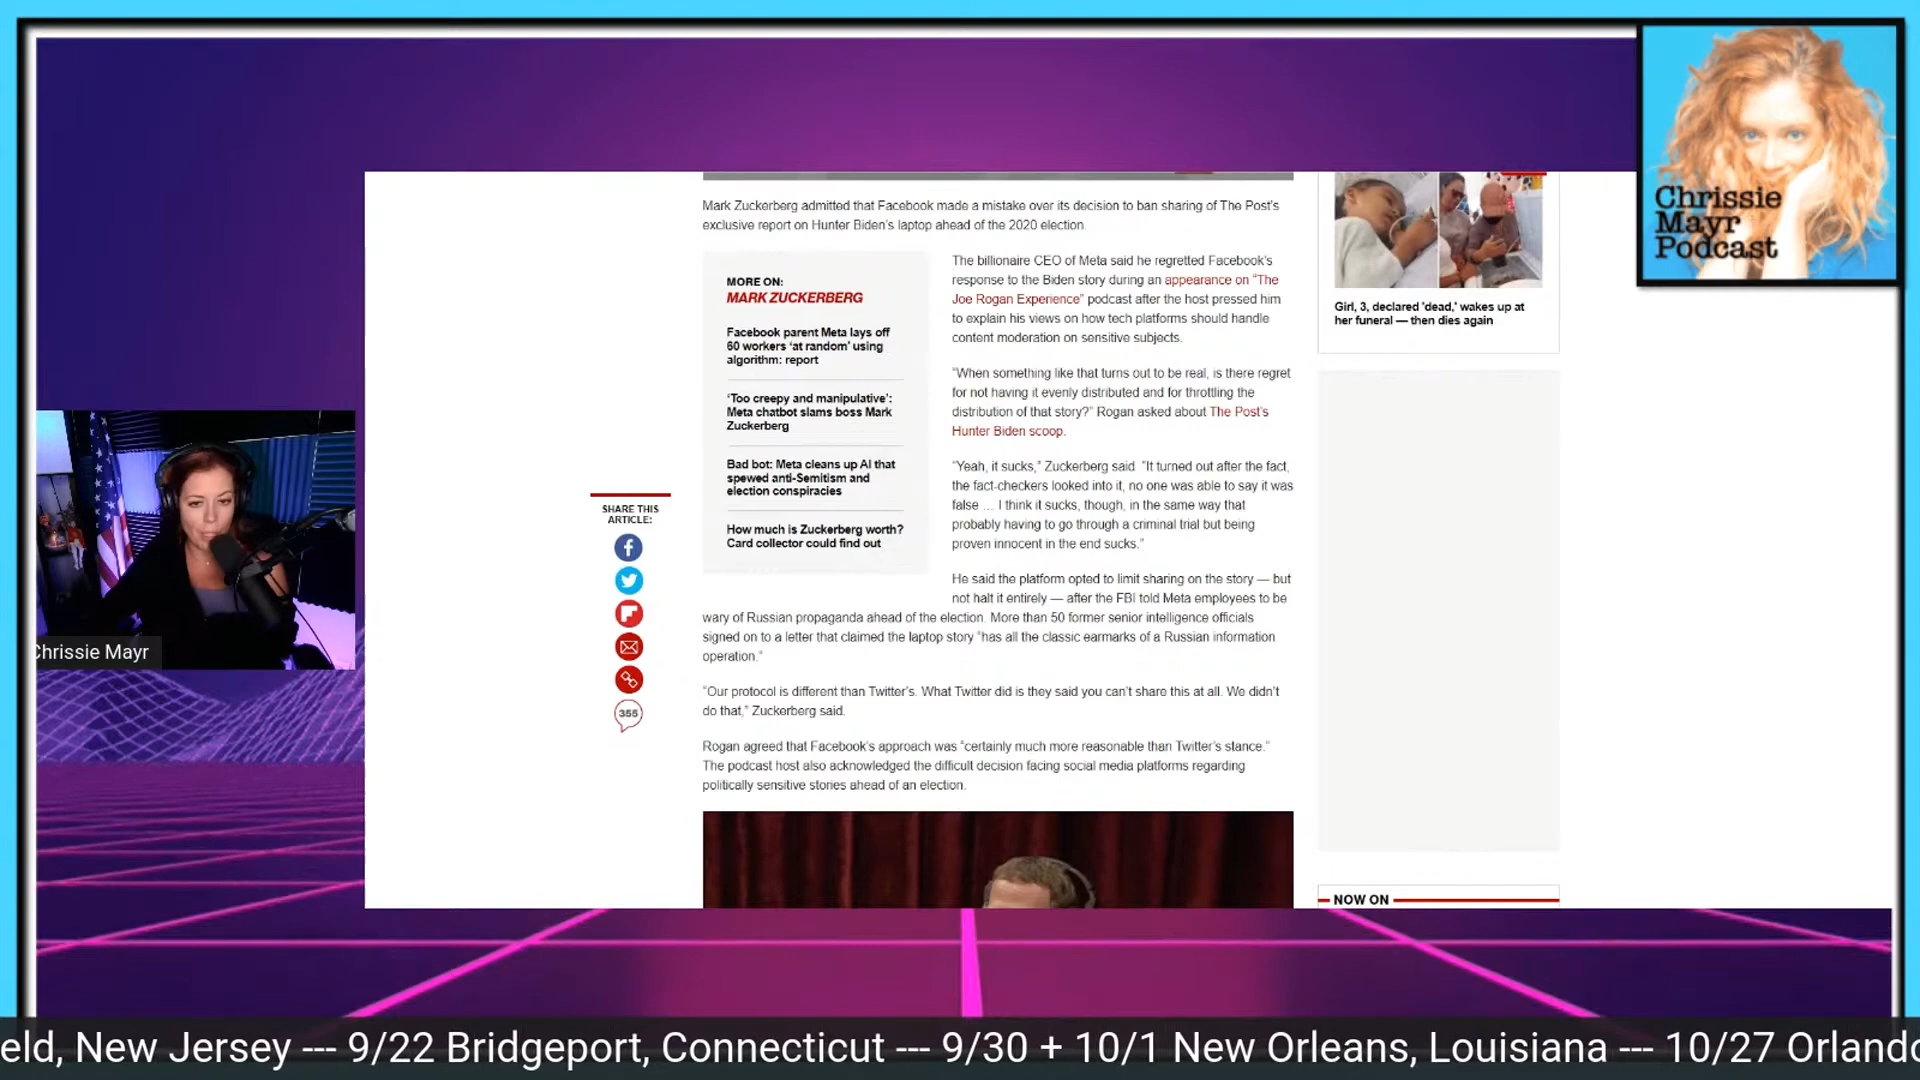 Chrissie
Mayr
Podcast
Mark Zuckerberg admitted that Facebook made a mistake over its decision to ban sharing of The Post's
exclusive report on Hunter Biden's laptop ahead of the 2020 election.
MORE ON:
MARK ZUCKERBERG
Facebook parent Meta lays off
60 workers 'at random' using
algorithm: report
'Too creepy and manipulative':
Meta chatbot slams boss Mark
Zuckerberg
Bad bot: Meta cleans up AI that
spewed anti-Semitism and
election conspiracies
How much is Zuckerberg worth?
Card collector could find out
The billionaire CEO of Meta said he regretted Facebook's
response to the Biden story during an appearance on "The
Joe Rogan Experience" podcast after the host pressed him
to explain his views on how tech platforms should handle
content moderation on sensitive subjects.
"When something like that turns out to be real, is there regret
for not having it evenly distributed and for throttling the
distribution of that story?" Rogan asked about The Post's
Hunter Biden scoop.
"Yeah, it sucks," Zuckerberg said. "It turned out after the fact,
the fact-checkers looked into it, no one was able to say it was
false … I think it sucks, though, in the same way that
probably having to go through a criminal trial but being
proven innocent in the end sucks."
He said the platform opted to limit sharing on the story — but
not halt it entirely — after the FBI told Meta employees to be
wary of Russian propaganda ahead of the election. More than 50 former senior intelligence officials
signed on to a letter that claimed the laptop story "has all the classic earmarks of a Russian information
operation."
"Our protocol is different than Twitter's. What Twitter did is they said you can't share this at all. We didn't
do that," Zuckerberg said.
Rogan agreed that Facebook's approach was "certainly much more reasonable than Twitter's stance."
The podcast host also acknowledged the difficult decision facing social media platforms regarding
politically sensitive stories ahead of an election.
SHARE THIS
ARTICLE:
355
Girl, 3, declared 'dead,' wakes up at
her funeral — then dies again
NOW ON
Chrissie Mayr
eld, New Jersey --- 9/22 Bridgeport, Connecticut --- 9/30 + 10/1 New Orleans, Louisiana --- 10/27 Orlando